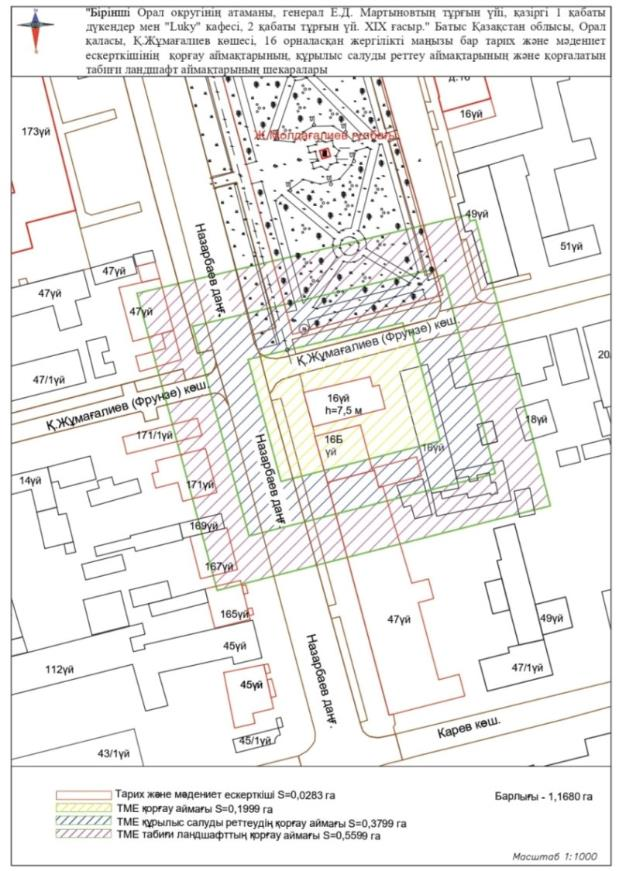 "Бірінші Орал округінің атаманы, генерал Е.Д. Мартыновтың тұрғын үйі, қазіргі 1 қабаты
дүкендер мен "Luky" кафесі, 2 қабаты тұрғын үй. XIX ғасыр." Батыс Қазақстан облысы, Орал
қаласы, Қ.Жұмағалиев көшесі, 16 орналасқан жергілікті маңызы бар тарих және мәдениет
ескерткішінің қорғау аймақтарының, құрылыс салуды реттеу аймақтарының және қорғалатын
табиғи ландшафт аймақтарының шекаралары
16үй
173үй
Ж.Молдағалиев гүлбағы
49үй
51үй
Назарбаев даңғ.
47үй
47үй
47үй
Қ.Жұмағалиев (Фрунзе) көш.
47/1үй
16үй
h=7,5 м
Қ.Жұмағалиев (Фрунзе) көш.
18үй
171/1үй
16Б
үй
16үй
Назарбаев даңғ.
14үй
171үй
169үй
167үй
165үй
47үй
49үй
45үй
112үй
47/1үй
45үй
Назарбаев даңғ.
45/1үй
43/1үй
Карев көш.
Тарих және мәдениет ескерткіші S=0,0283 га
Барлығы - 1,1680 га
ТМЕ қорғау аймағы S=0,1999 га
ТМЕ құрылыс салуды реттеудің қорғау аймағы S=0,3799 га
ТМЕ табиғи ландшафттың қорғау аймағы S=0,5599 га
Масштаб 1:1000